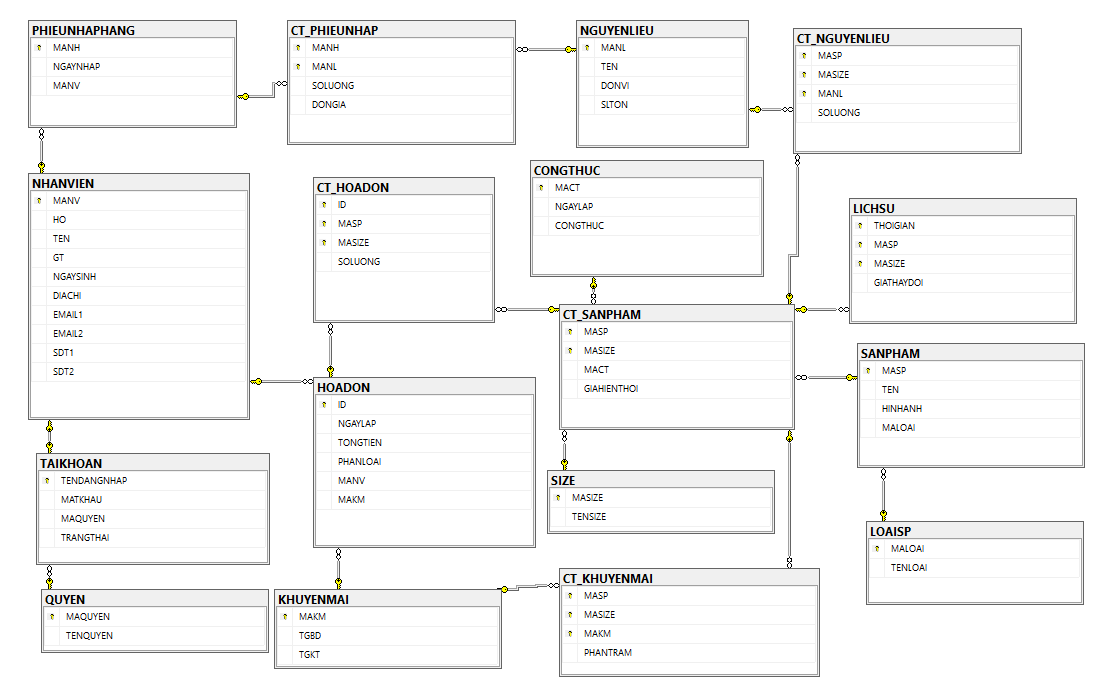 PHIEUNHAPHANG
MANH
NGAYNHAP
MANV
CT_PHIEUNHAP
MANH
MANL
SOLUONG
DONGIA
NGUYENLIEU
MANL
TEN
DONVI
SLTON
CT_NGUYENLIEU
MASP
MASIZE
MANL
SOLUONG
NHANVIEN
MANV
HO
TEN
GT
NGAYSINH
DIACHI
EMAIL1
EMAIL2
SDT1
SDT2
CT_HOADON
ID
MASP
MASIZE
SOLUONG
CONGTHUC
MACT
NGAYLAP
CONGTHUC
LICHSU
THOIGIAN
MASP
MASIZE
GIATHAYDOI
CT_SANPHAM
MASP
MASIZE
MACT
GIAHIENTHOI
SANPHAM
MASP
TEN
HINHANH
MALOAI
HOADON
ID
NGAYLAP
TONGTIEN
PHANLOAI
MANV
MAKM
TAIKHOAN
TENDANGNHAP
MATKHAU
MAQUYEN
TRANGTHAI
SIZE
MASIZE
TENSIZE
LOAISP
MALOAI
TENLOAI
QUYEN
MAQUYEN
TENQUYEN
KHUYENMAI
MAKM
TGBD
TGKT
CT_KHUYENMAI
MASP
MASIZE
MAKM
PHANTRAM